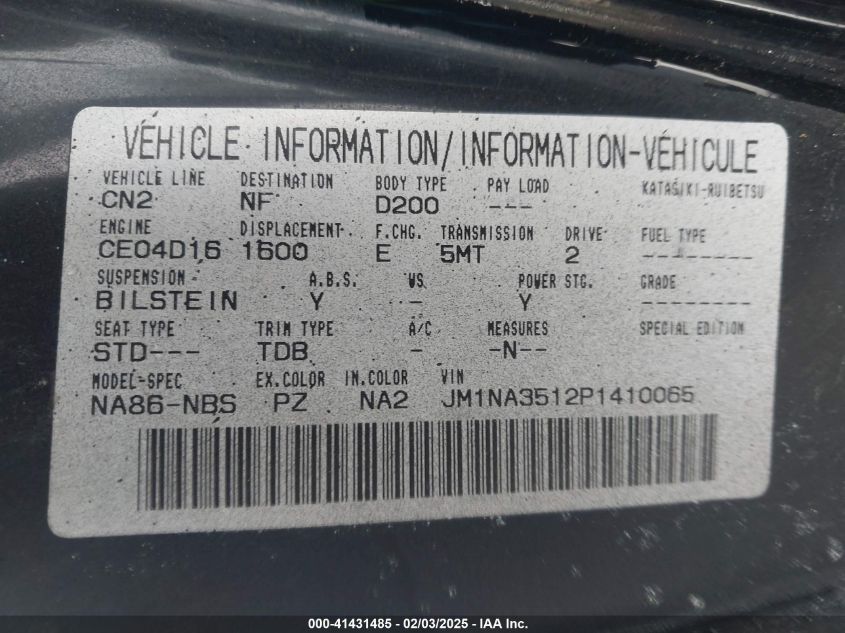 VEHICLE INFORMATION/INFORMATION-VÉHICULE
VEHICLE LINE DESTINATION BODY TYPE PAY LOAD KATASIKI-RUIBETSU
CN2 NF D200 ---
ENGINE DISPLACEMENT F.CHG. TRANSMISSION DRIVE FUEL TYPE
CE04D16 1600 E 5MT 2 --------
SUSPENSION A.B.S. WS POWER STG. GRADE
BILSTEIN Y - Y --------
SEAT TYPE TRIM TYPE A/C MEASURES SPECIAL EDITION
STD--- TDB - -N--
MODEL-SPEC EX.COLOR IN.COLOR VIN
NA86-NBS PZ NA2 JM1NA3512P1410065
000-41431485 - 02/03/2025 - IAA Inc.